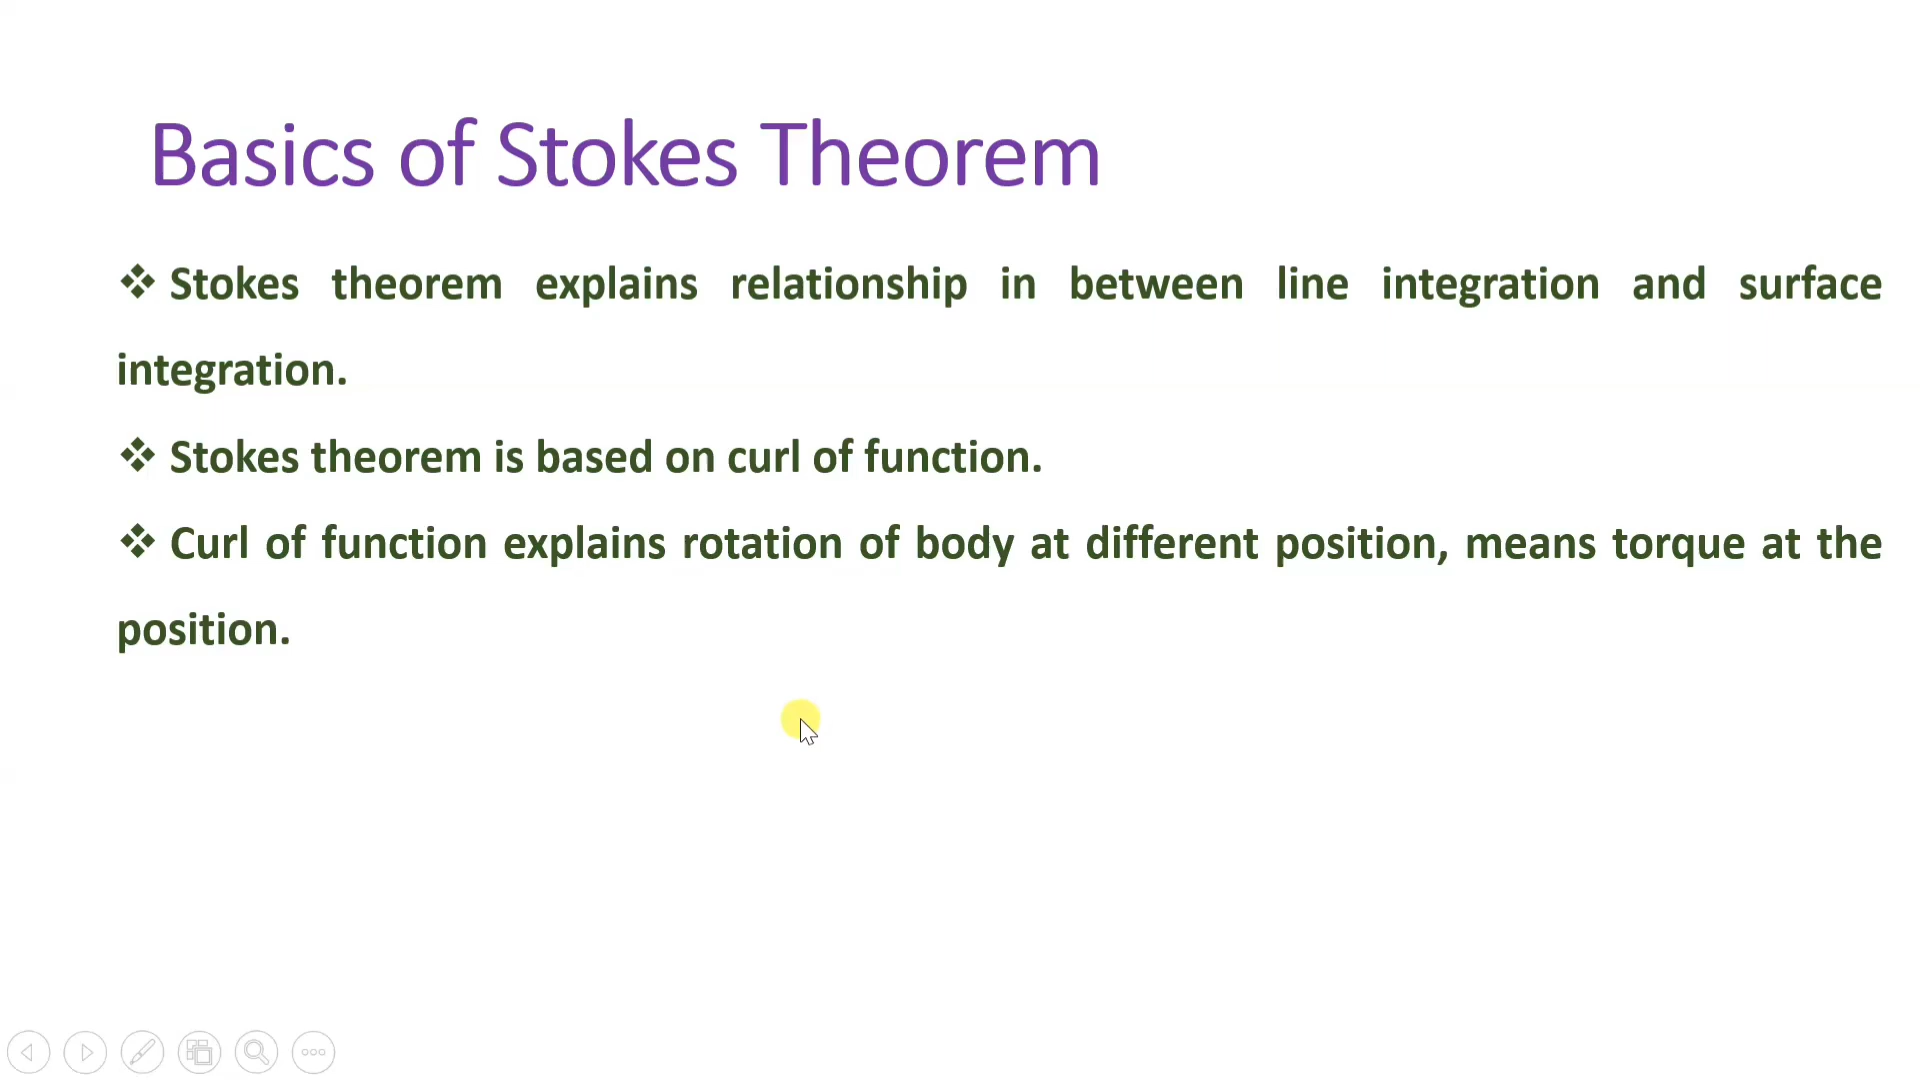 Basics of Stokes Theorem
❖ Stokes theorem explains relationship in between line integration and surface
integration.
❖ Stokes theorem is based on curl of function.
❖ Curl of function explains rotation of body at different position, means torque at the
position.